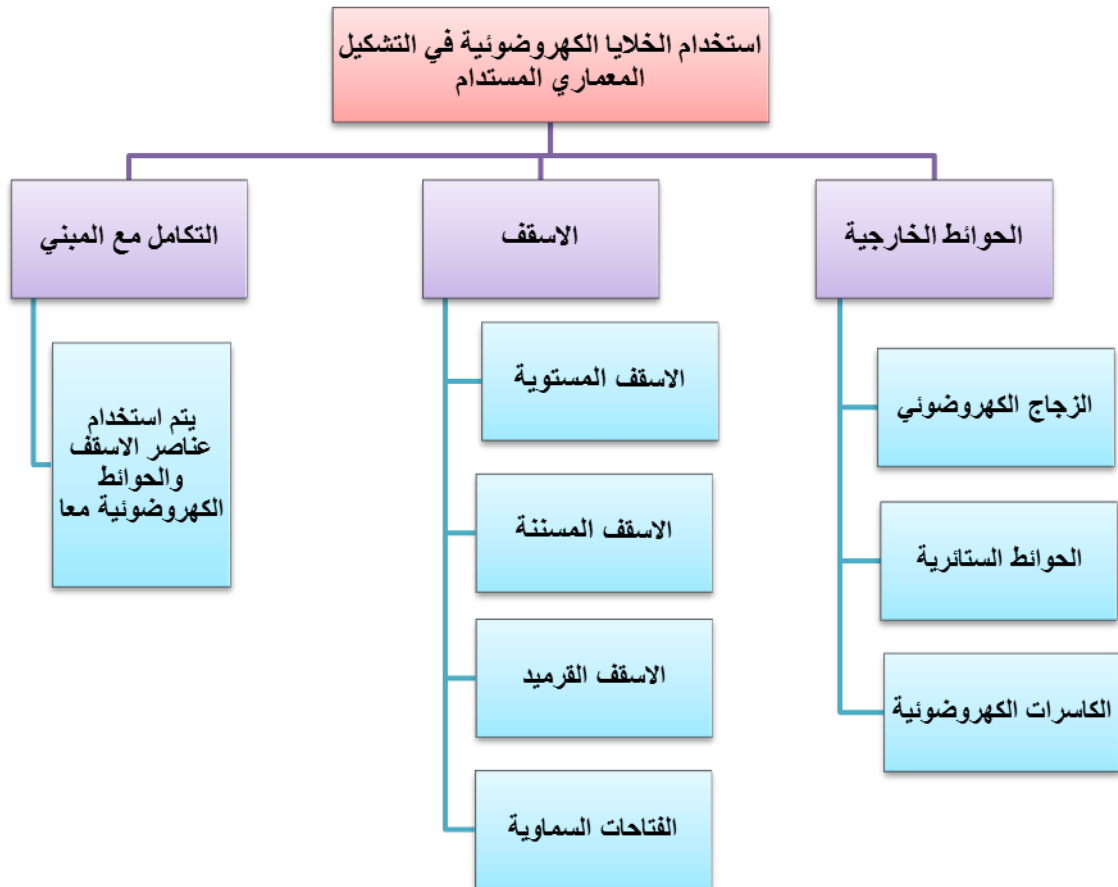 استخدام الخلايا الكهروضوئية في التشكيل
المعماري المستدام
الحوائط الخارجية
الزجاج الكهروضوئي
الحوائط الستائرية
الكاسرات الكهروضوئية
الاسقف
الاسقف المستوية
الاسقف المسننة
الاسقف القرميد
الفتاحات السماوية
التكامل مع المبني
يتم استخدام
عناصر الاسقف
والحوائط
الكهروضوئية معا